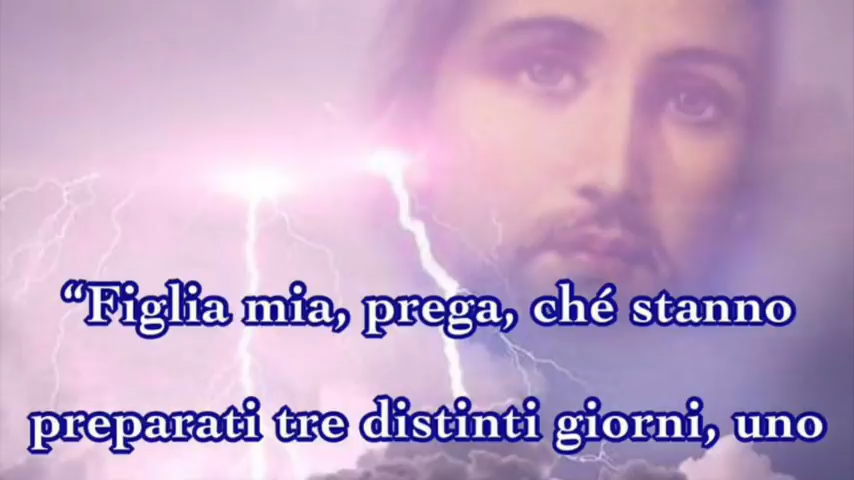 “Figlia mia, prega, ché stanno
preparati tre distinti giorni, uno